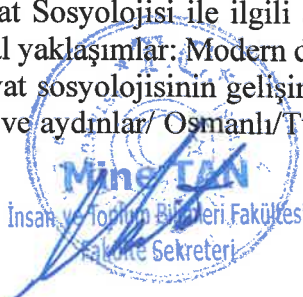 at Sosyolojisi ile ilgili
l yaklaşımlar: Modern d
yat sosyolojisinin gelişin
ve aydınlar/ Osmanlı/T
Mine TAN
İnsan ve Toplum Bilimleri Fakültes
Fakülte Sekreteri